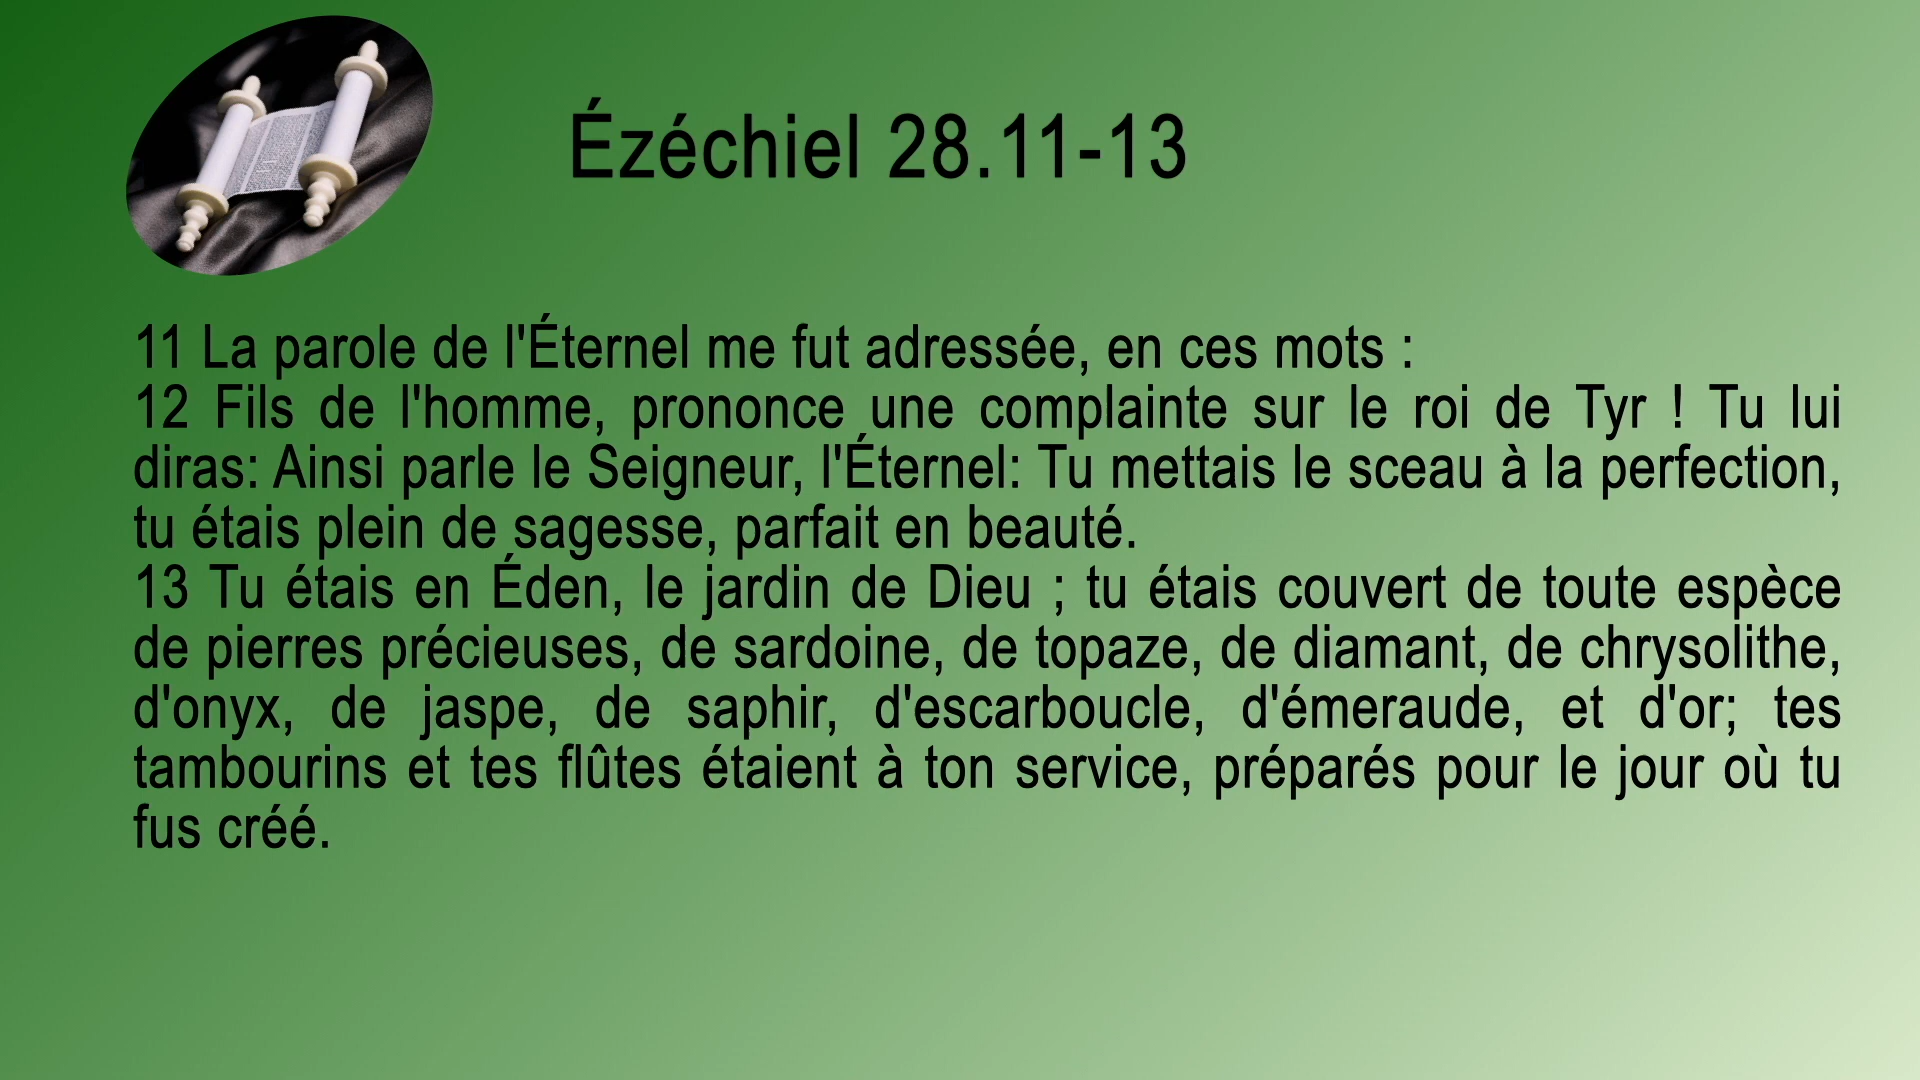 Ézéchiel 28.11-13
11 La parole de l'Éternel me fut adressée, en ces mots :
12 Fils de l'homme, prononce une complainte sur le roi de Tyr ! Tu lui
diras: Ainsi parle le Seigneur, l'Éternel: Tu mettais le sceau à la perfection,
tu étais plein de sagesse, parfait en beauté.
13 Tu étais en Éden, le jardin de Dieu ; tu étais couvert de toute espèce
de pierres précieuses, de sardoine, de topaze, de diamant, de chrysolithe,
d'onyx, de jaspe, de saphir, d'escarboucle, d'émeraude, et d'or; tes
tambourins et tes flûtes étaient à ton service, préparés pour le jour où tu
fus créé.